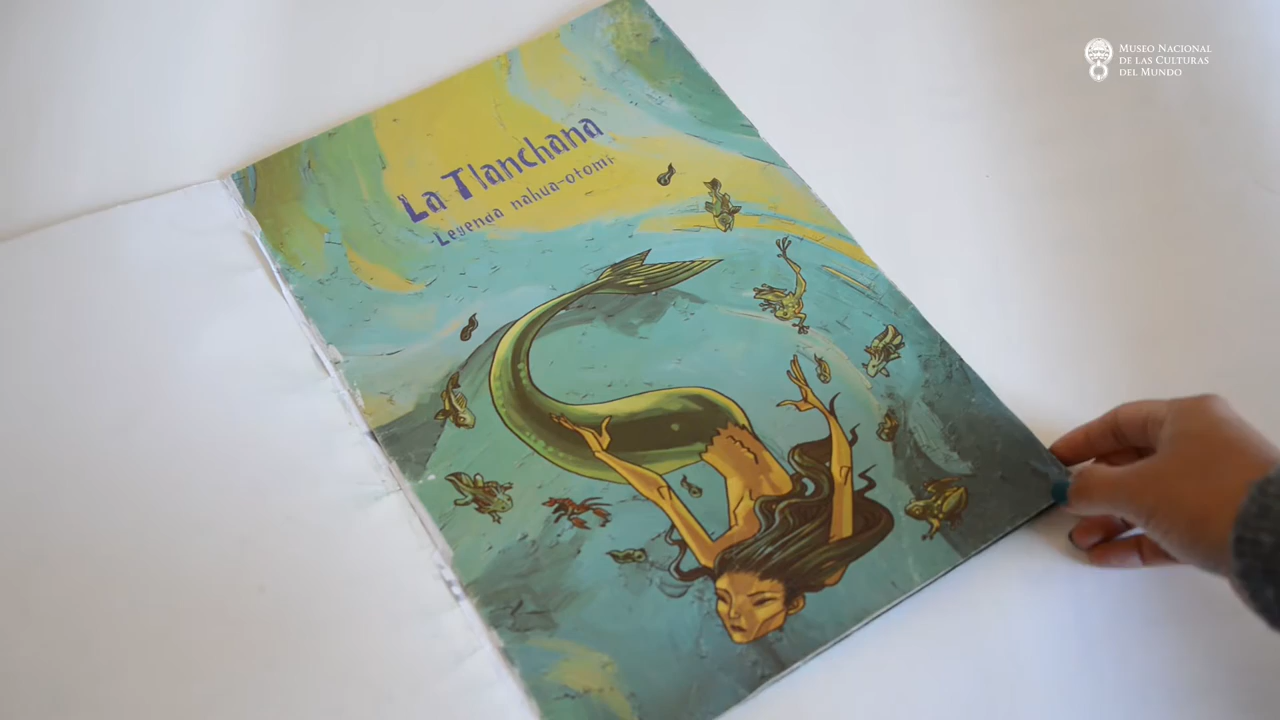 La Tlanchana
Leyenda nahua-otomí
MUSEO NACIONAL
DE LAS CULTURAS
DEL MUNDO